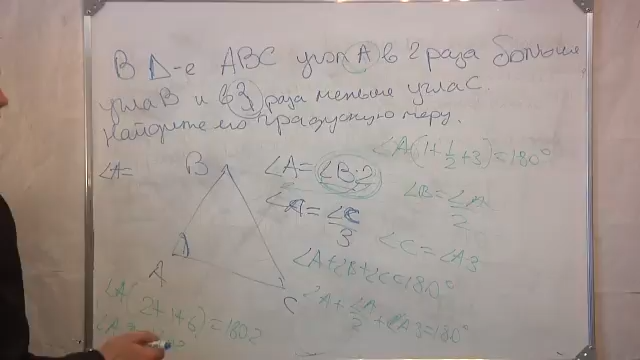 В Δ-е ABC угол A в 2 раза больше
угла B и в 3 раза меньше угла C.
Найдите его градусную меру.
∠A=
B
A
C
∠A=∠B·2
∠A=∠C/3
∠A(1+1/2+3)=180°
∠B=∠A/2
∠C=∠A3
∠A+∠B+∠C=180°
∠A+∠A/2+∠A3=180°
∠A(2+1+6)=180·2